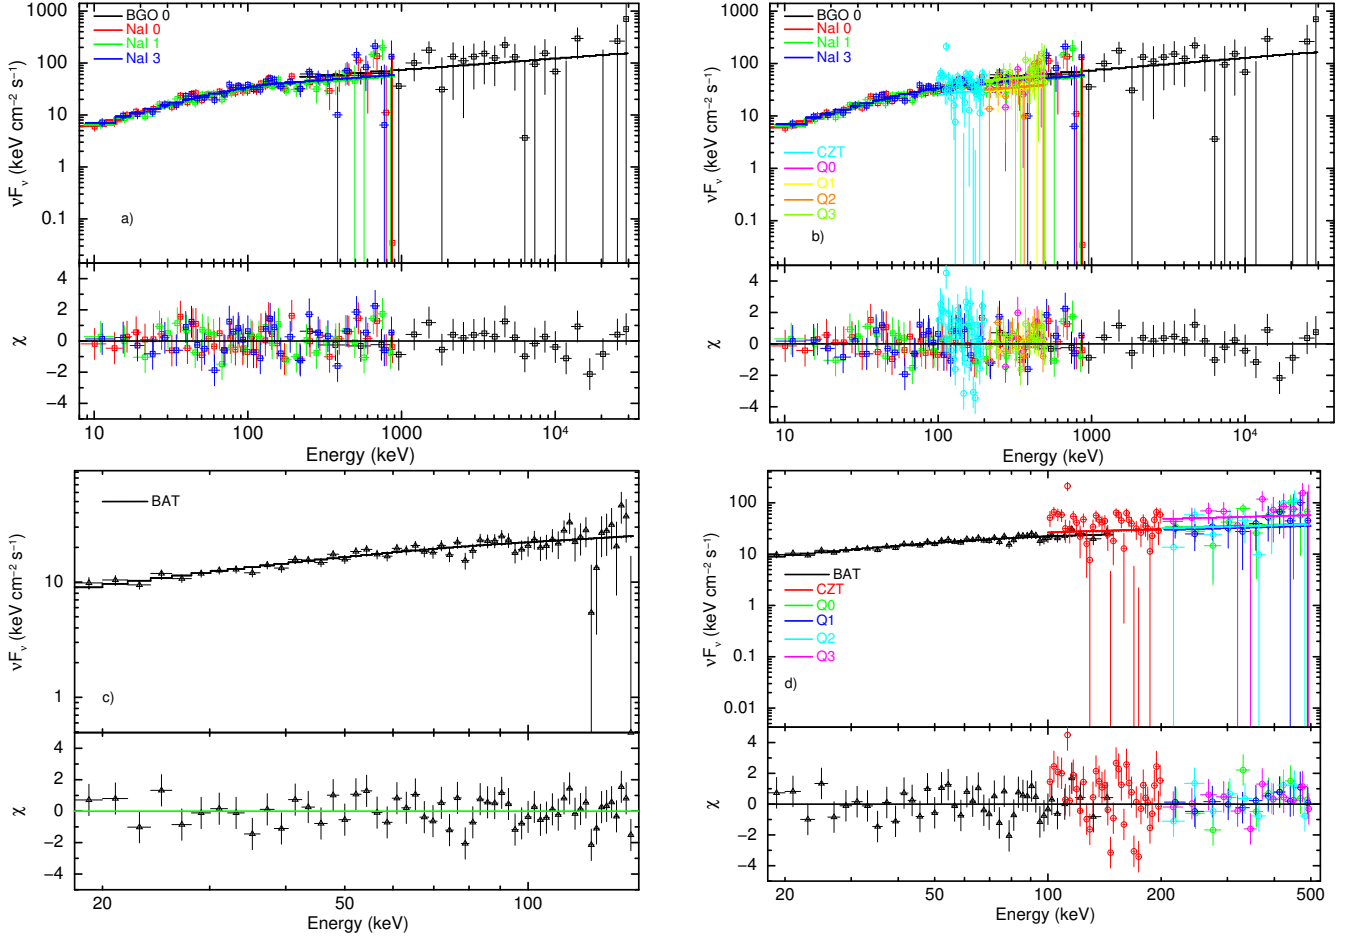 1000
100
10
1
0.1
νFν (keV cm⁻² s⁻¹)
BGO 0
NaI 0
NaI 1
NaI 3
a)
4
2
0
−2
−4
χ
10
100
1000
10⁴
Energy (keV)
1000
100
10
1
0.1
νFν (keV cm⁻² s⁻¹)
BGO 0
NaI 0
NaI 1
NaI 3
CZT
Q0
Q1
Q2
Q3
b)
4
2
0
−2
−4
χ
10
100
1000
10⁴
Energy (keV)
10
1
νFν (keV cm⁻² s⁻¹)
BAT
c)
4
2
0
−2
−4
χ
20
50
100
Energy (keV)
100
10
1
0.1
0.01
νFν (keV cm⁻² s⁻¹)
BAT
CZT
Q0
Q1
Q2
Q3
d)
4
2
0
−2
−4
χ
20
50
100
200
500
Energy (keV)